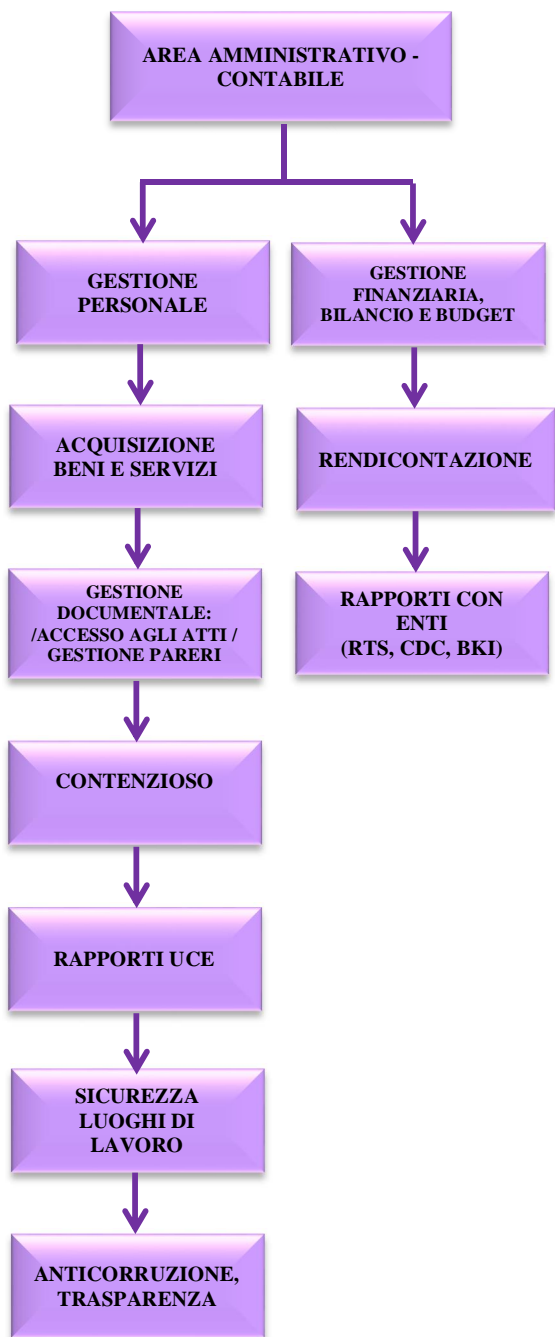 AREA AMMINISTRATIVO -
CONTABILE
GESTIONE
PERSONALE
GESTIONE
FINANZIARIA,
BILANCIO E BUDGET
ACQUISIZIONE
BENI E SERVIZI
RENDICONTAZIONE
GESTIONE
DOCUMENTALE:
/ACCESSO AGLI ATTI /
GESTIONE PARERI
RAPPORTI CON
ENTI
(RTS, CDC, BKI)
CONTENZIOSO
RAPPORTI UCE
SICUREZZA
LUOGHI DI
LAVORO
ANTICORRUZIONE,
TRASPARENZA